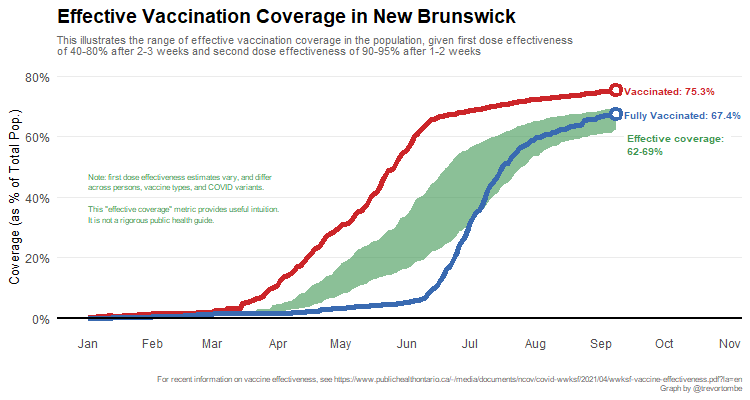 Effective Vaccination Coverage in New Brunswick
This illustrates the range of effective vaccination coverage in the population, given first dose effectiveness
of 40-80% after 2-3 weeks and second dose effectiveness of 90-95% after 1-2 weeks
Coverage (as % of Total Pop.)
80%
60%
40%
20%
0%
Vaccinated: 75.3%
Fully Vaccinated: 67.4%
Effective coverage:
62-69%
Note: first dose effectiveness estimates vary, and differ
across persons, vaccine types, and COVID variants.
This "effective coverage" metric provides useful intuition.
It is not a rigorous public health guide.
Jan Feb Mar Apr May Jun Jul Aug Sep Oct Nov
For recent information on vaccine effectiveness, see https://www.publichealthontario.ca/-/media/documents/ncov/covid-wwksf/2021/04/wwksf-vaccine-effectiveness.pdf?la=en
Graph by @trevortombe